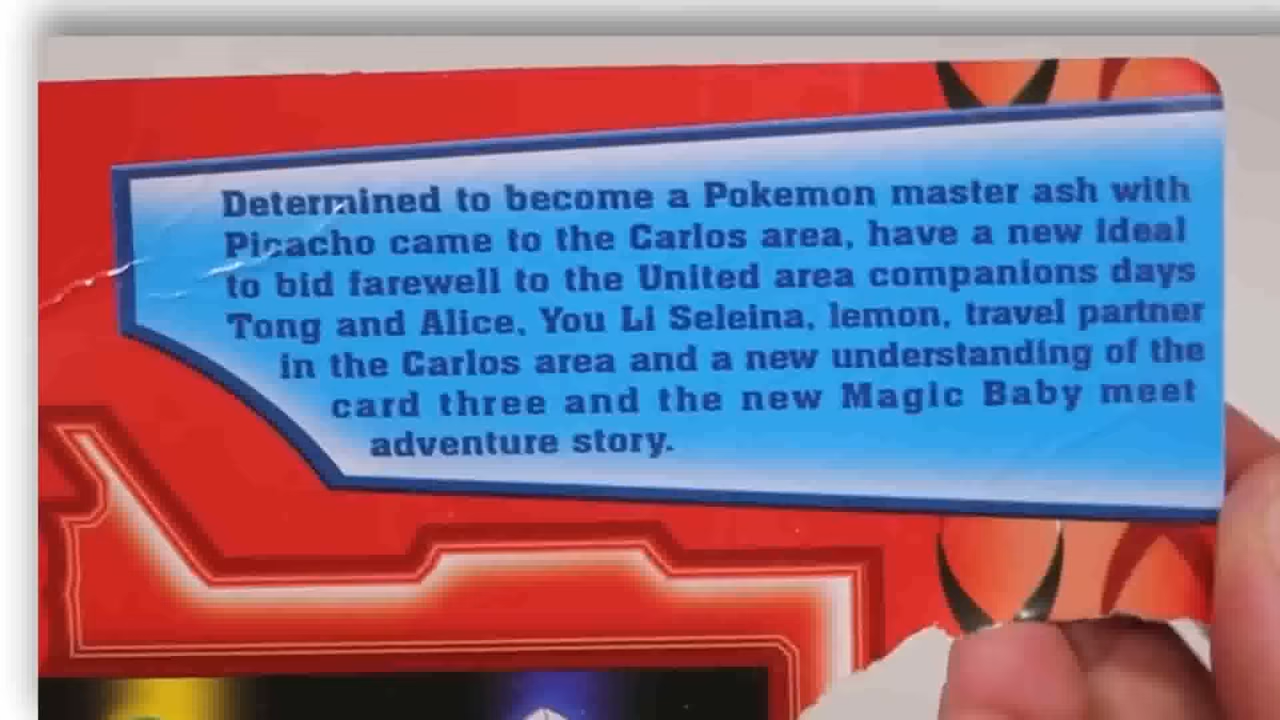 Determined to become a Pokemon master ash with
Picacho came to the Carlos area, have a new ideal
to bid farewell to the United area companions days
Tong and Alice, You Li Seleina, lemon, travel partner
in the Carlos area and a new understanding of the
card three and the new Magic Baby meet
adventure story.